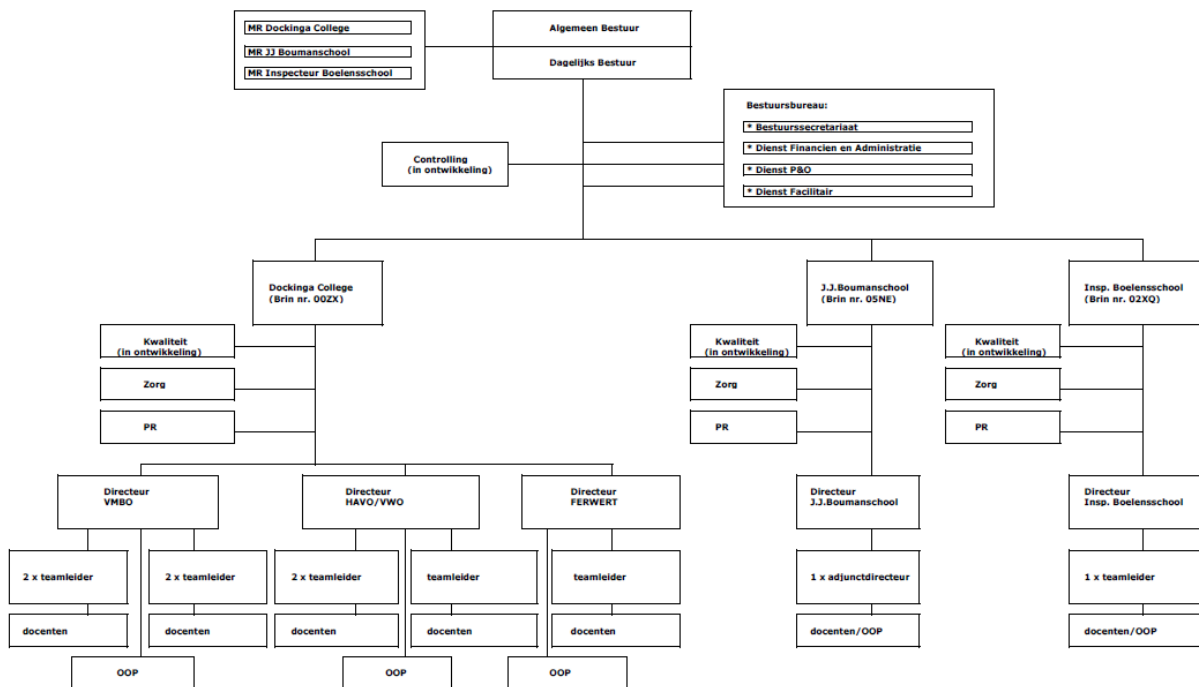 MR Dockinga College
MR JJ Boumanschool
MR Inspecteur Boelensschool
Algemeen Bestuur
Dagelijks Bestuur
Bestuursbureau:
* Bestuurssecretariaat
* Dienst Financien en Administratie
* Dienst P&O
* Dienst Facilitair
Controlling
(in ontwikkeling)
Dockinga College
(Brin nr. 00ZX)
J.J.Boumanschool
(Brin nr. 05NE)
Insp. Boelensschool
(Brin nr. 02XQ)
Kwaliteit
(in ontwikkeling)
Zorg
PR
Kwaliteit
(in ontwikkeling)
Zorg
PR
Kwaliteit
(in ontwikkeling)
Zorg
PR
Directeur
VMBO
Directeur
HAVO/VWO
Directeur
FERWERT
Directeur
J.J.Boumanschool
Directeur
Insp. Boelensschool
2 x teamleider
2 x teamleider
2 x teamleider
teamleider
teamleider
1 x adjunctdirecteur
1 x teamleider
docenten
docenten
docenten
docenten
docenten
docenten/OOP
docenten/OOP
OOP
OOP
OOP